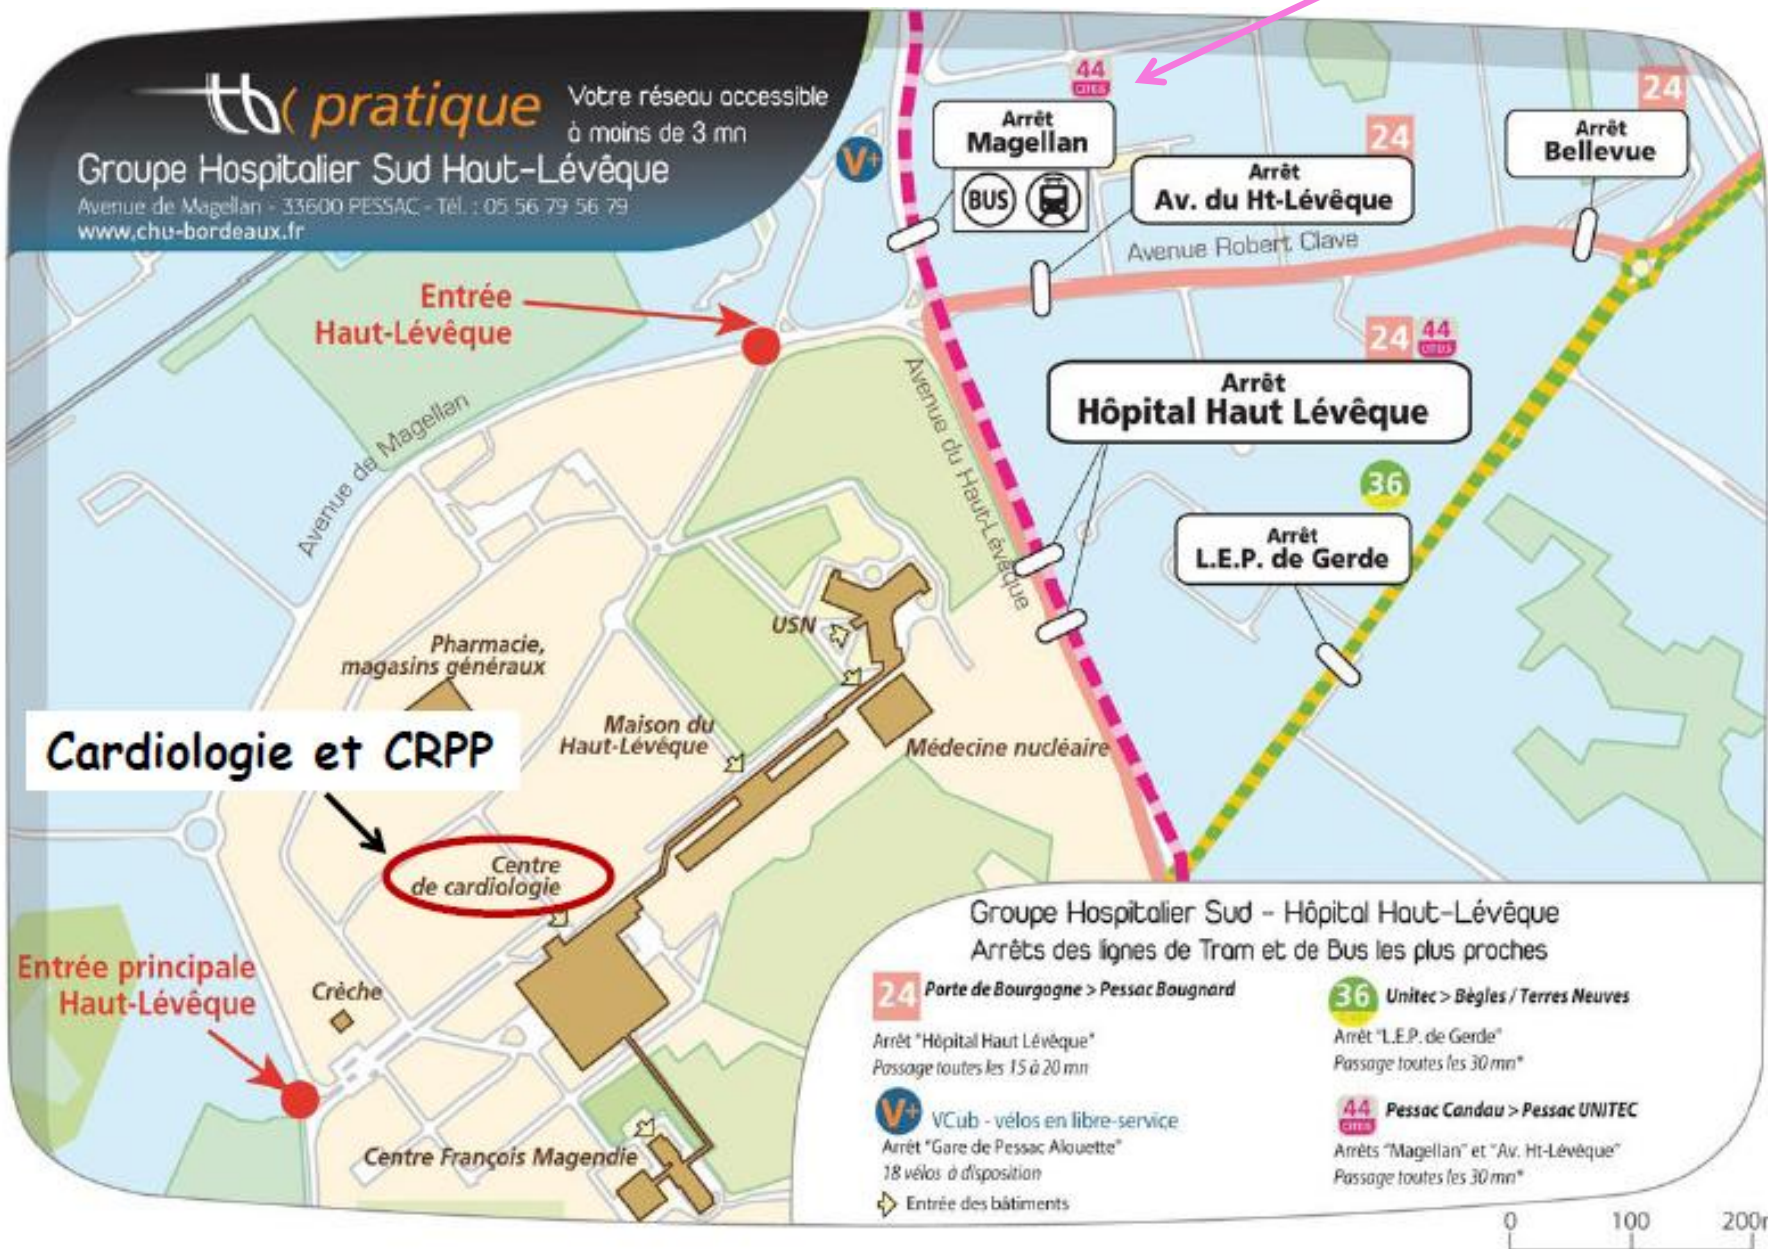 tb( pratique
Votre réseau accessible
à moins de 3 mn
Groupe Hospitalier Sud Haut-Lévêque
Avenue de Magellan - 33600 PESSAC - Tél. : 05 56 79 56 79
www.chu-bordeaux.fr
44
CITEIS
24
Arrêt
Magellan
BUS
V+
24
Arrêt
Av. du Ht-Lévêque
Arrêt
Bellevue
Avenue Robert Clave
Entrée
Haut-Lévêque
24
44
CITEIS
Arrêt
Hôpital Haut Lévêque
Avenue de Magellan
Avenue du Haut-Lévêque
36
Arrêt
L.E.P. de Gerde
USN
Pharmacie,
magasins généraux
Maison du
Haut-Lévêque
Médecine nucléaire
Cardiologie et CRPP
Centre
de cardiologie
Entrée principale
Haut-Lévêque
Crèche
Centre François Magendie
Groupe Hospitalier Sud - Hôpital Haut-Lévêque
Arrêts des lignes de Tram et de Bus les plus proches
24 Porte de Bourgogne > Pessac Bougnard
Arrêt "Hôpital Haut Lévêque"
Passage toutes les 15 à 20 mn
V+ VCub - vélos en libre-service
Arrêt "Gare de Pessac Alouette"
18 vélos à disposition
Entrée des bâtiments
36 Unitec > Bègles / Terres Neuves
Arrêt "L.E.P. de Gerde"
Passage toutes les 30 mn*
44 Pessac Candau > Pessac UNITEC
CITEIS
Arrêts "Magellan" et "Av. Ht-Lévêque"
Passage toutes les 30 mn*
0 100 200m